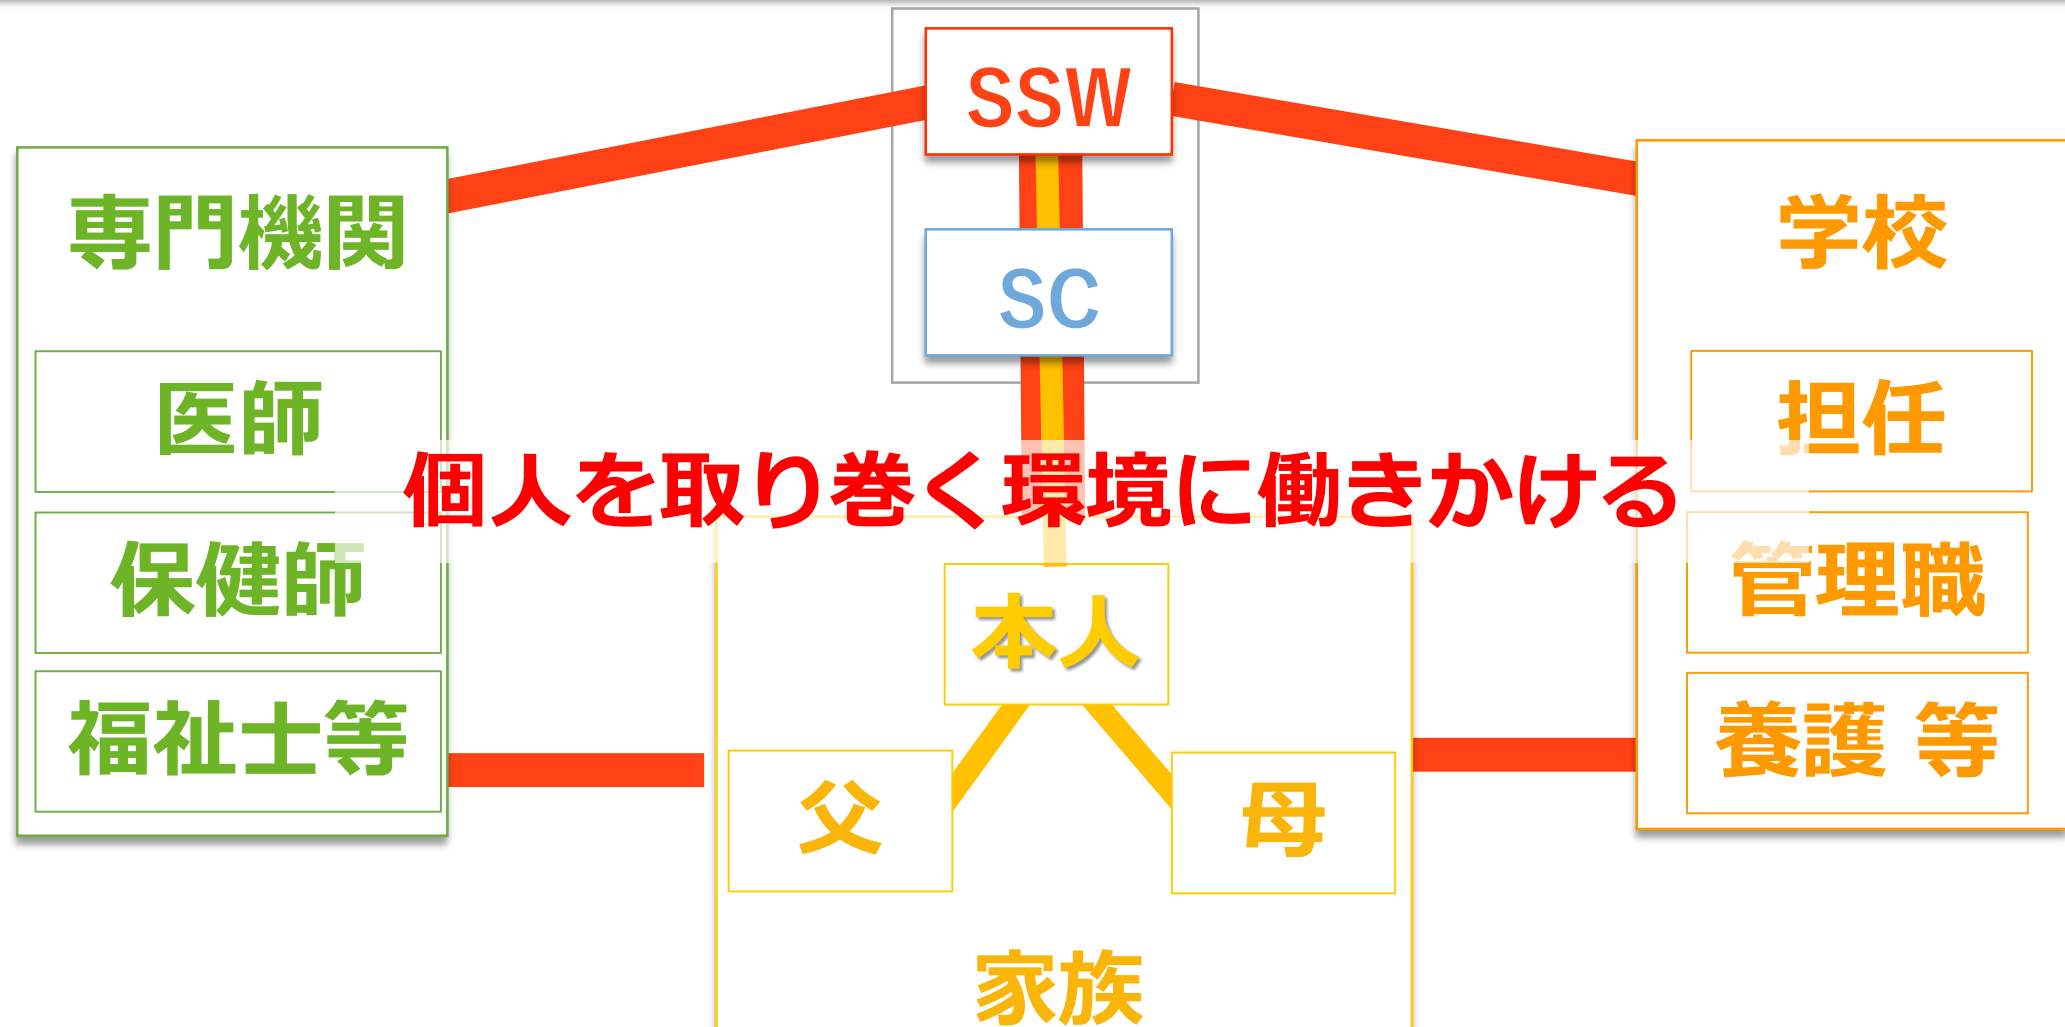 SSW
SC
専門機関
医師
保健師
福祉士等
学校
担任
管理職
養護 等
個人を取り巻く環境に働きかける
本人
父
母
家族